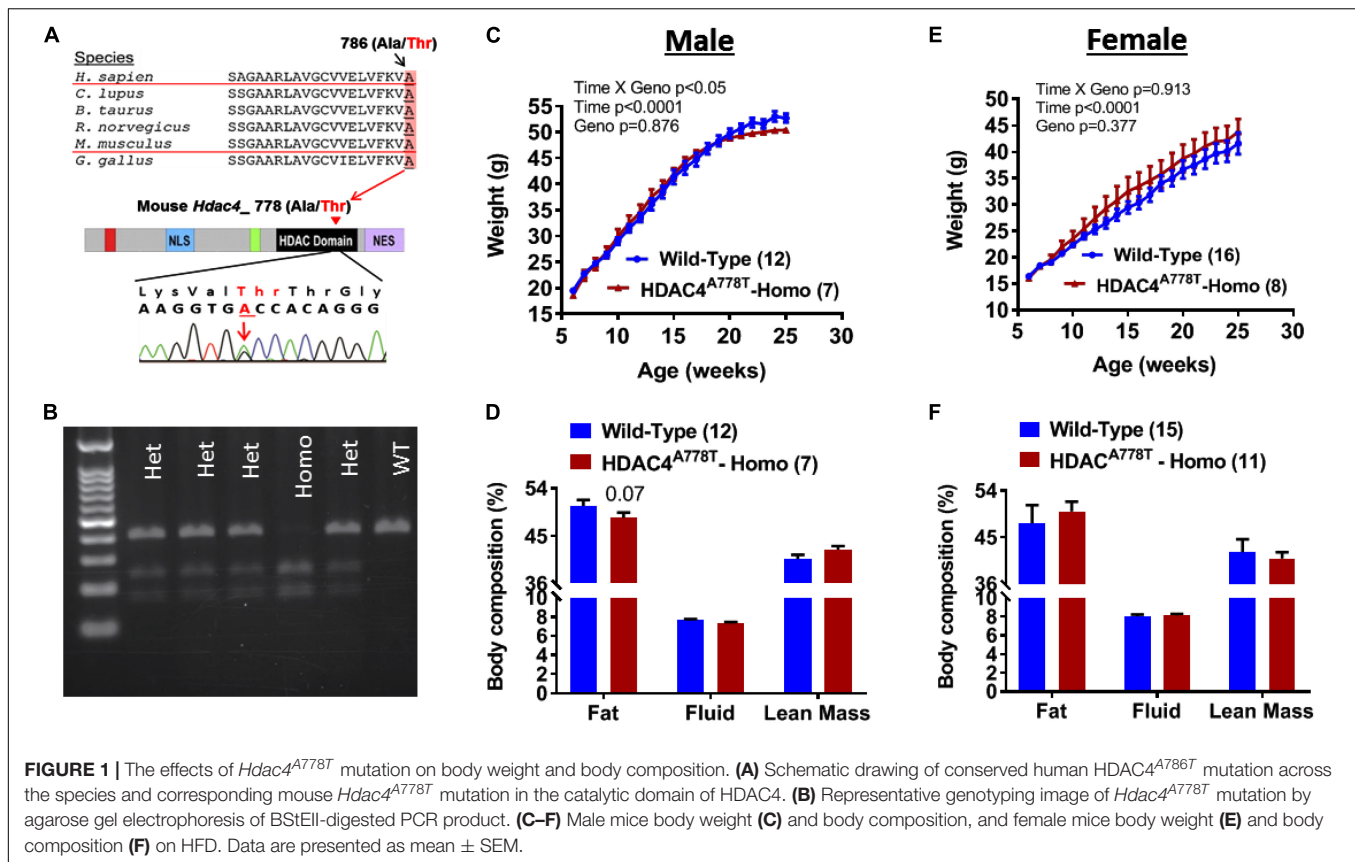 A
786 (Ala/Thr)
Species
H. sapien SAGAARLAVGCVVELVFKVA
C. lupus SSGAARLAVGCVVELVFKVA
B. taurus SSGAARLAVGCVVELVFKVA
R. norvegicus SSGAARLAVGCVVELVFKVA
M. musculus SSGAARLAVGCVVELVFKVA
G. gallus SSGAARLAVGCVIELVFKVA
Mouse Hdac4_ 778 (Ala/Thr)
NLS HDAC Domain NES
LysValThrThrGly
AAGGTGACCACAGGG
B
Het Het Het Homo Het WT
C
Male
Time X Geno p<0.05
Time p<0.0001
Geno p=0.876
Weight (g)
55
50
45
40
35
30
25
20
15
Wild-Type (12)
HDAC4A778T-Homo (7)
5 10 15 20 25 30
Age (weeks)
D
Wild-Type (12)
HDAC4A778T- Homo (7)
Body composition (%)
54
45
36
10
8
6
4
2
0
0.07
Fat Fluid Lean Mass
E
Female
Time X Geno p=0.913
Time p<0.0001
Geno p=0.377
Weight (g)
50
45
40
35
30
25
20
15
10
Wild-Type (16)
HDAC4A778T-Homo (8)
5 10 15 20 25 30
Age (weeks)
F
Wild-Type (15)
HDACA778T - Homo (11)
Body composition (%)
54
45
36
10
8
6
4
2
0
Fat Fluid Lean Mass
FIGURE 1 | The effects of Hdac4A778T mutation on body weight and body composition. (A) Schematic drawing of conserved human HDAC4A786T mutation across
the species and corresponding mouse Hdac4A778T mutation in the catalytic domain of HDAC4. (B) Representative genotyping image of Hdac4A778T mutation by
agarose gel electrophoresis of BStEII-digested PCR product. (C–F) Male mice body weight (C) and body composition, and female mice body weight (E) and body
composition (F) on HFD. Data are presented as mean ± SEM.